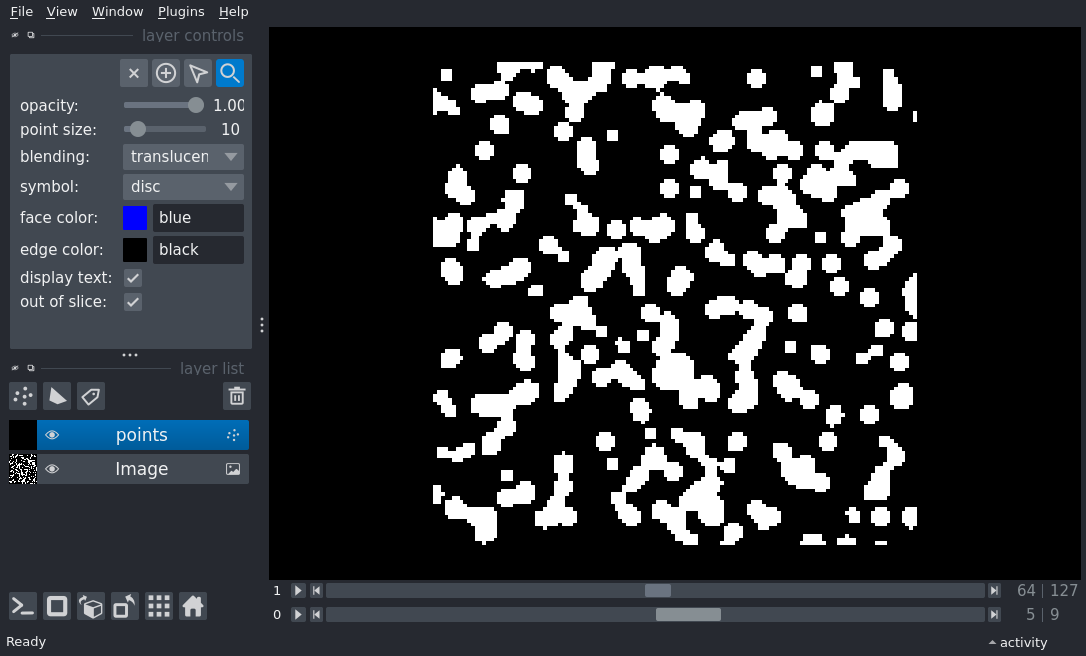 File View Window Plugins Help
layer controls
opacity: 1.00
point size: 10
blending: translucen
symbol: disc
face color: blue
edge color: black
display text:
out of slice:
layer list
points
Image
1 64 | 127
0 5 | 9
Ready activity